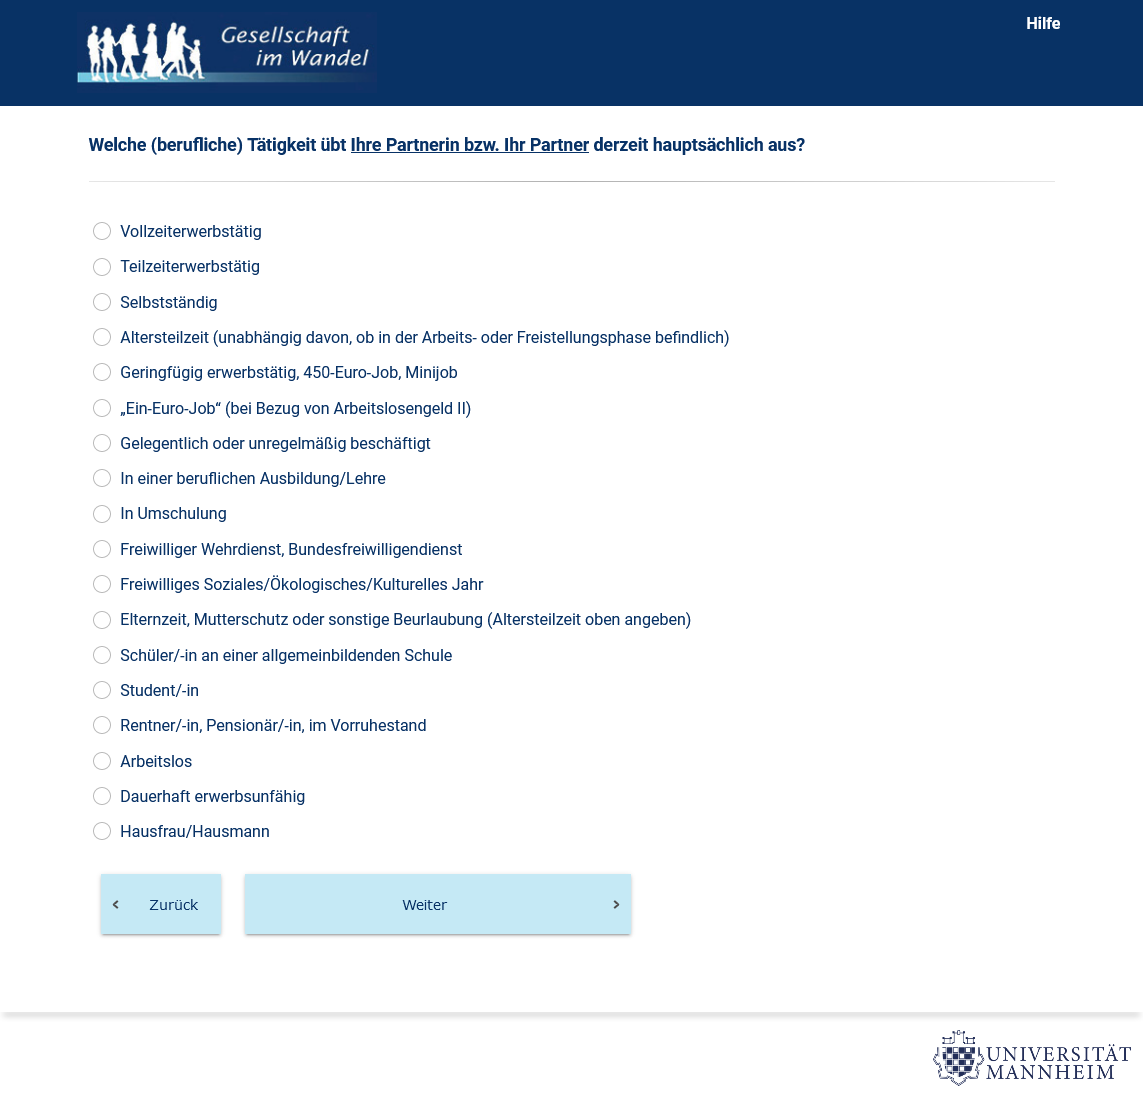 Gesellschaft
im Wandel
Hilfe
Welche (berufliche) Tätigkeit übt Ihre Partnerin bzw. Ihr Partner derzeit hauptsächlich aus?
Vollzeiterwerbstätig
Teilzeiterwerbstätig
Selbstständig
Altersteilzeit (unabhängig davon, ob in der Arbeits- oder Freistellungsphase befindlich)
Geringfügig erwerbstätig, 450-Euro-Job, Minijob
„Ein-Euro-Job“ (bei Bezug von Arbeitslosengeld II)
Gelegentlich oder unregelmäßig beschäftigt
In einer beruflichen Ausbildung/Lehre
In Umschulung
Freiwilliger Wehrdienst, Bundesfreiwilligendienst
Freiwilliges Soziales/Ökologisches/Kulturelles Jahr
Elternzeit, Mutterschutz oder sonstige Beurlaubung (Altersteilzeit oben angeben)
Schüler/-in an einer allgemeinbildenden Schule
Student/-in
Rentner/-in, Pensionär/-in, im Vorruhestand
Arbeitslos
Dauerhaft erwerbsunfähig
Hausfrau/Hausmann
Zurück
Weiter
UNIVERSITÄT
MANNHEIM